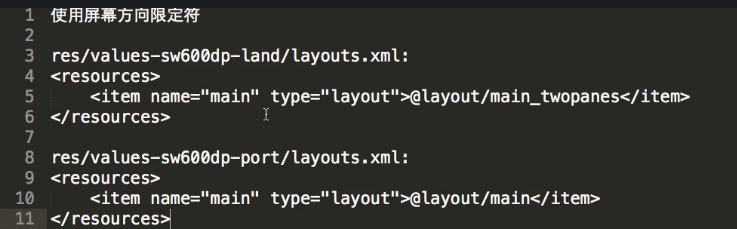 1 使用屏幕方向限定符
2
3 res/values-sw600dp-land/layouts.xml:
4 <resources>
5     <item name="main" type="layout">@layout/main_twopanes</item>
6 </resources>
7
8 res/values-sw600dp-port/layouts.xml:
9 <resources>
10     <item name="main" type="layout">@layout/main</item>
11 </resources>